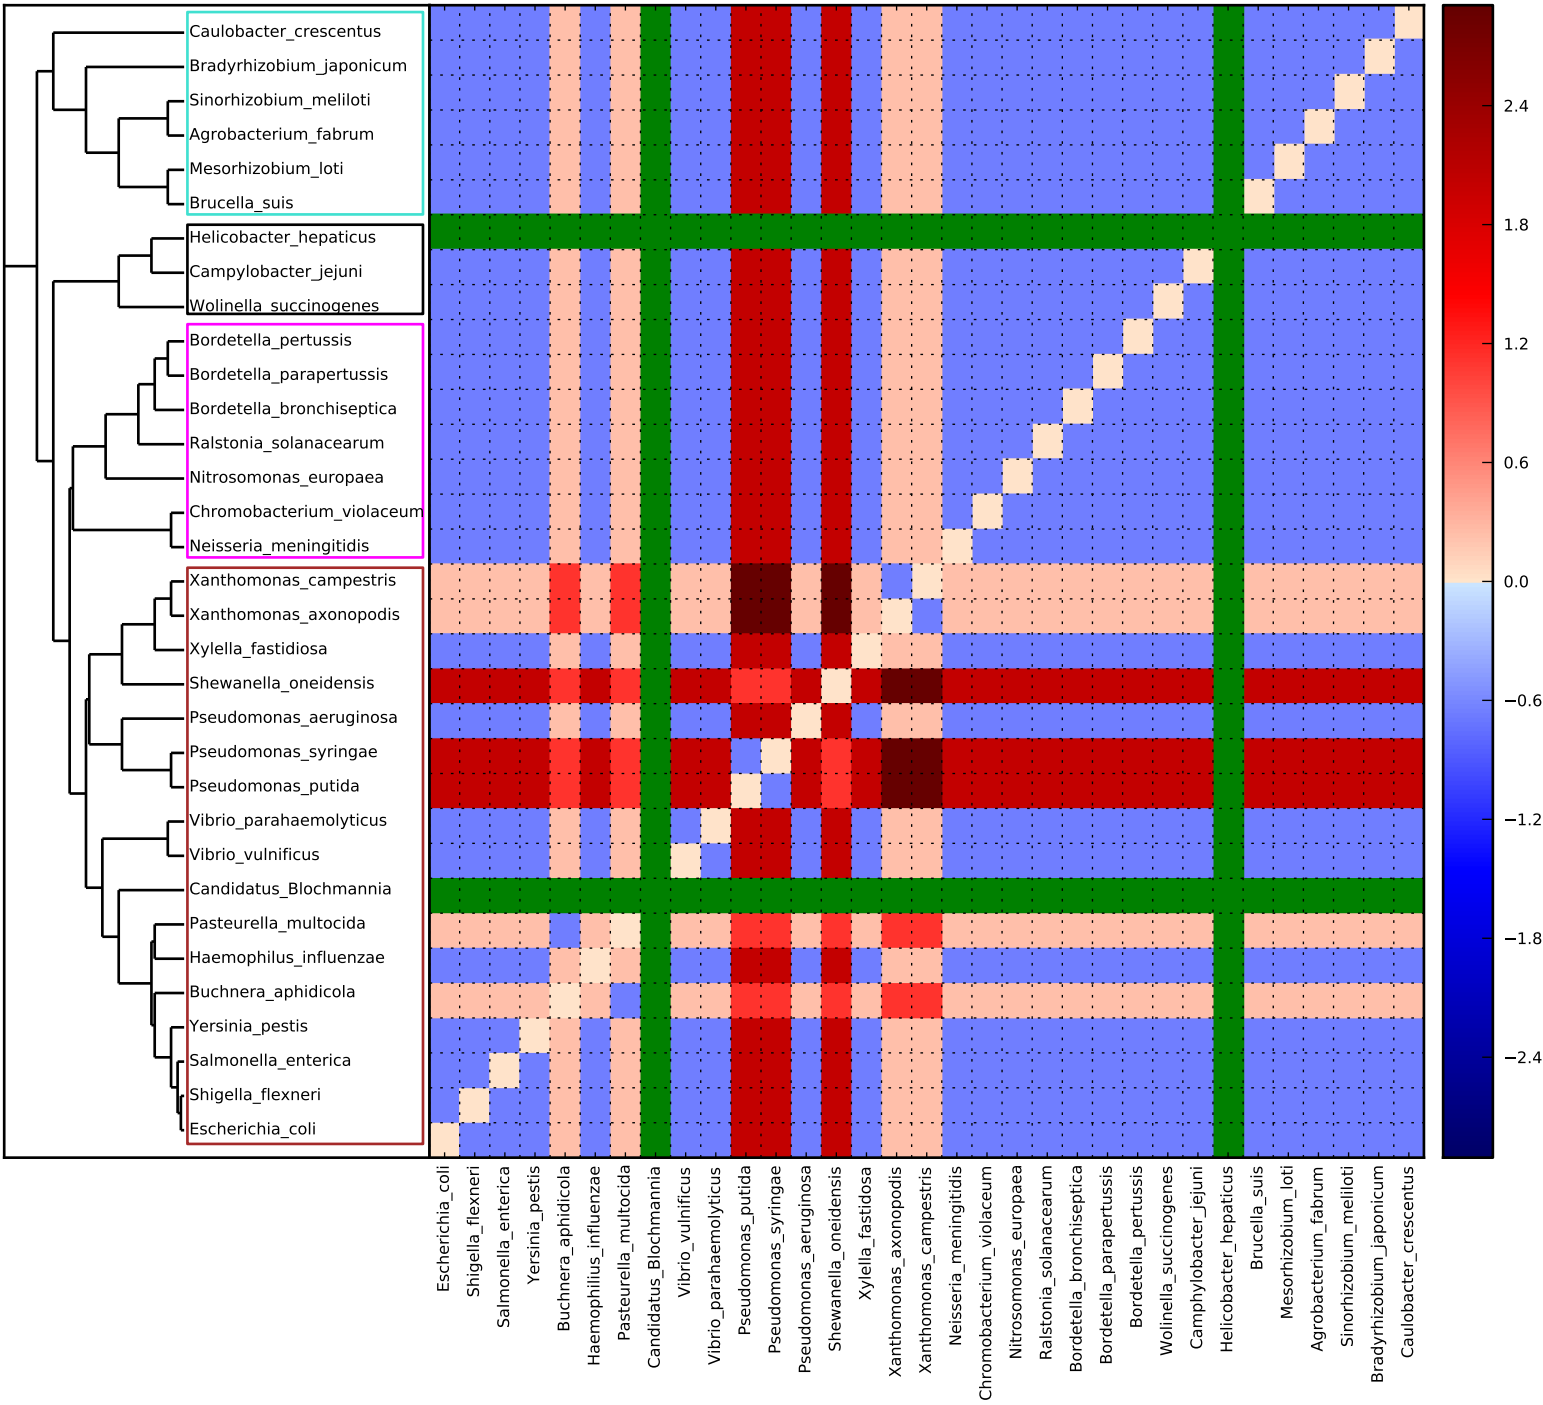 Caulobacter_crescentus
Bradyrhizobium_japonicum
Sinorhizobium_meliloti
Agrobacterium_fabrum
Mesorhizobium_loti
Brucella_suis
Helicobacter_hepaticus
Campylobacter_jejuni
Wolinella_succinogenes
Bordetella_pertussis
Bordetella_parapertussis
Bordetella_bronchiseptica
Ralstonia_solanacearum
Nitrosomonas_europaea
Chromobacterium_violaceum
Neisseria_meningitidis
Xanthomonas_campestris
Xanthomonas_axonopodis
Xylella_fastidiosa
Shewanella_oneidensis
Pseudomonas_aeruginosa
Pseudomonas_syringae
Pseudomonas_putida
Vibrio_parahaemolyticus
Vibrio_vulnificus
Candidatus_Blochmannia
Pasteurella_multocida
Haemophilus_influenzae
Buchnera_aphidicola
Yersinia_pestis
Salmonella_enterica
Shigella_flexneri
Escherichia_coli
Escherichia_coli
Shigella_flexneri
Salmonella_enterica
Yersinia_pestis
Buchnera_aphidicola
Haemophilius_influenzae
Pasteurella_multocida
Candidatus_Blochmannia
Vibrio_vulnificus
Vibrio_parahaemolyticus
Pseudomonas_putida
Pseudomonas_syringae
Pseudomonas_aeruginosa
Shewanella_oneidensis
Xylella_fastidosa
Xanthomonas_axonopodis
Xanthomonas_campestris
Neisseria_meningitidis
Chromobacterium_violaceum
Nitrosomonas_europaea
Ralstonia_solanacearum
Bordetella_bronchiseptica
Bordetella_parapertussis
Bordetella_pertussis
Wolinella_succinogenes
Camphylobacter_jejuni
Helicobacter_hepaticus
Brucella_suis
Mesorhizobium_loti
Agrobacterium_fabrum
Sinorhizobium_meliloti
Bradyrhizobium_japonicum
Caulobacter_crescentus
2.4
1.8
1.2
0.6
0.0
−0.6
−1.2
−1.8
−2.4